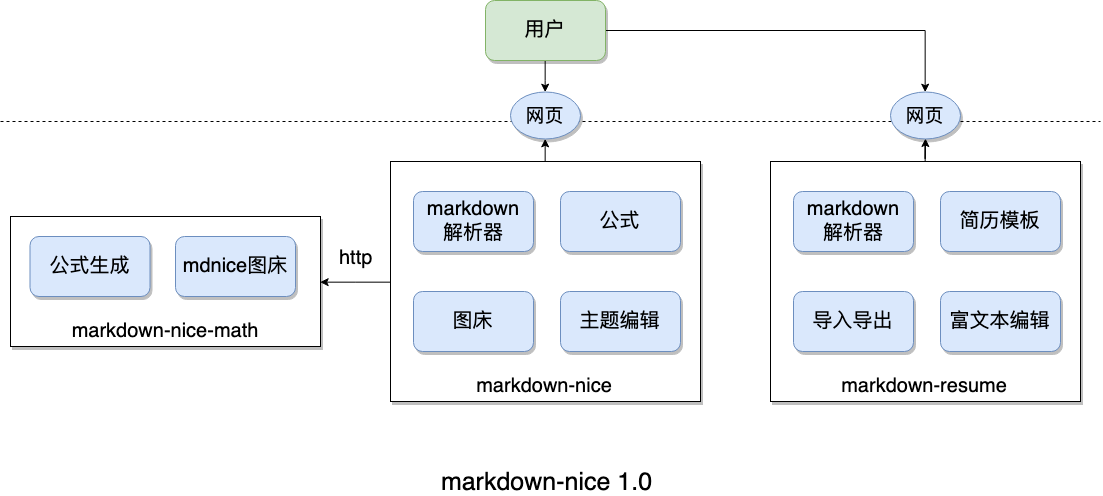 用户
网页
网页
markdown
解析器
公式
图床
主题编辑
markdown-nice
http
公式生成
mdnice图床
markdown-nice-math
markdown
解析器
简历模板
导入导出
富文本编辑
markdown-resume
markdown-nice 1.0